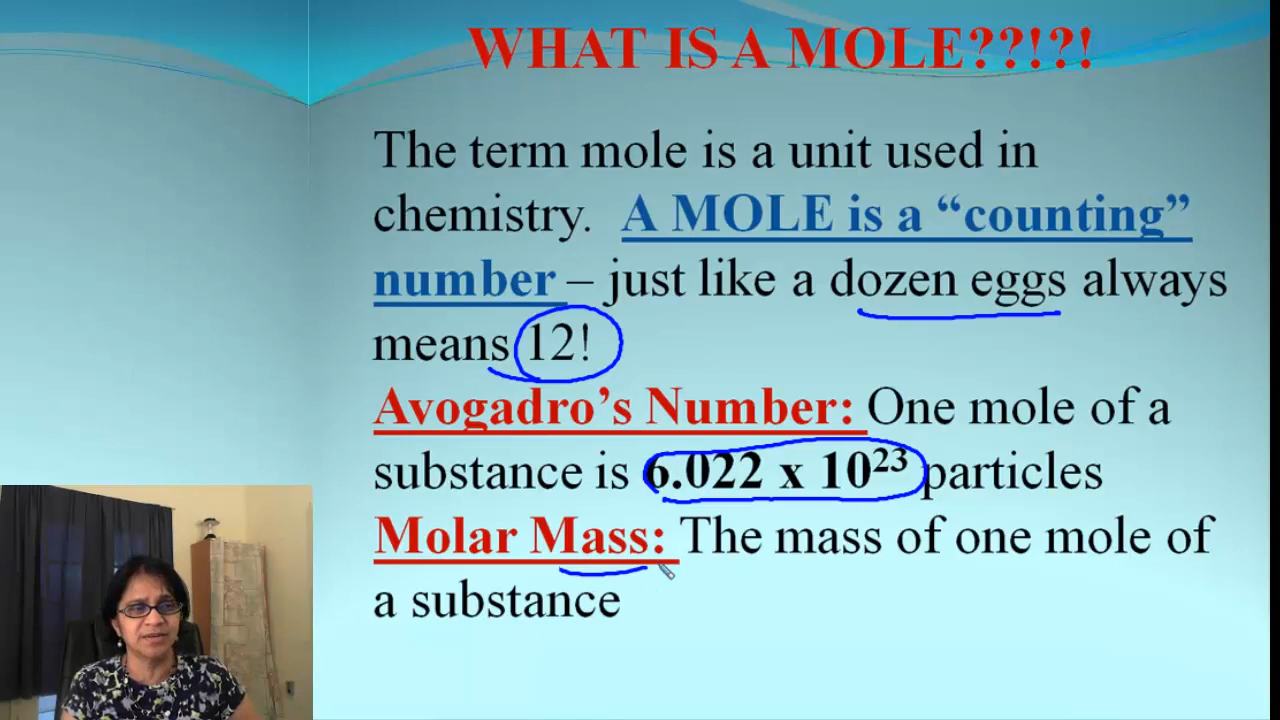 WHAT IS A MOLE??!?!
The term mole is a unit used in
chemistry. A MOLE is a “counting”
number – just like a dozen eggs always
means 12!
Avogadro’s Number: One mole of a
substance is 6.022 x 10²³ particles
Molar Mass: The mass of one mole of
a substance